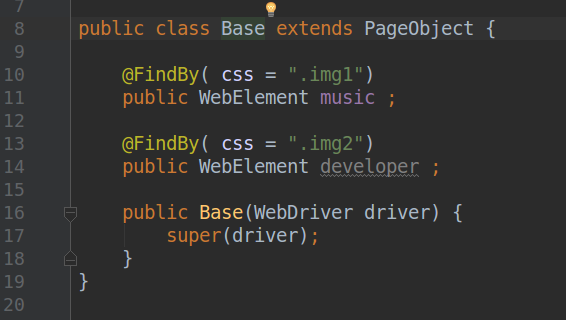 7
8 public class Base extends PageObject {
9
10 @FindBy( css = ".img1")
11 public WebElement music ;
12
13 @FindBy( css = ".img2")
14 public WebElement developer ;
15
16 public Base(WebDriver driver) {
17 super(driver);
18 }
19 }
20